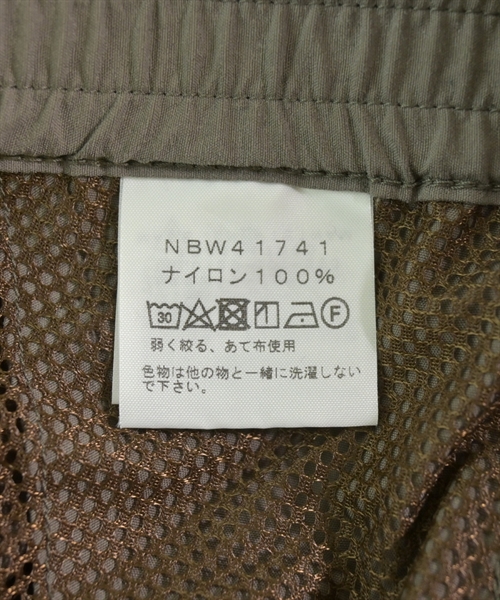 NBW41741
ナイロン100%
30 F
弱く絞る、あて布使用
色物は他の物と一緒に洗濯しない
で下さい。